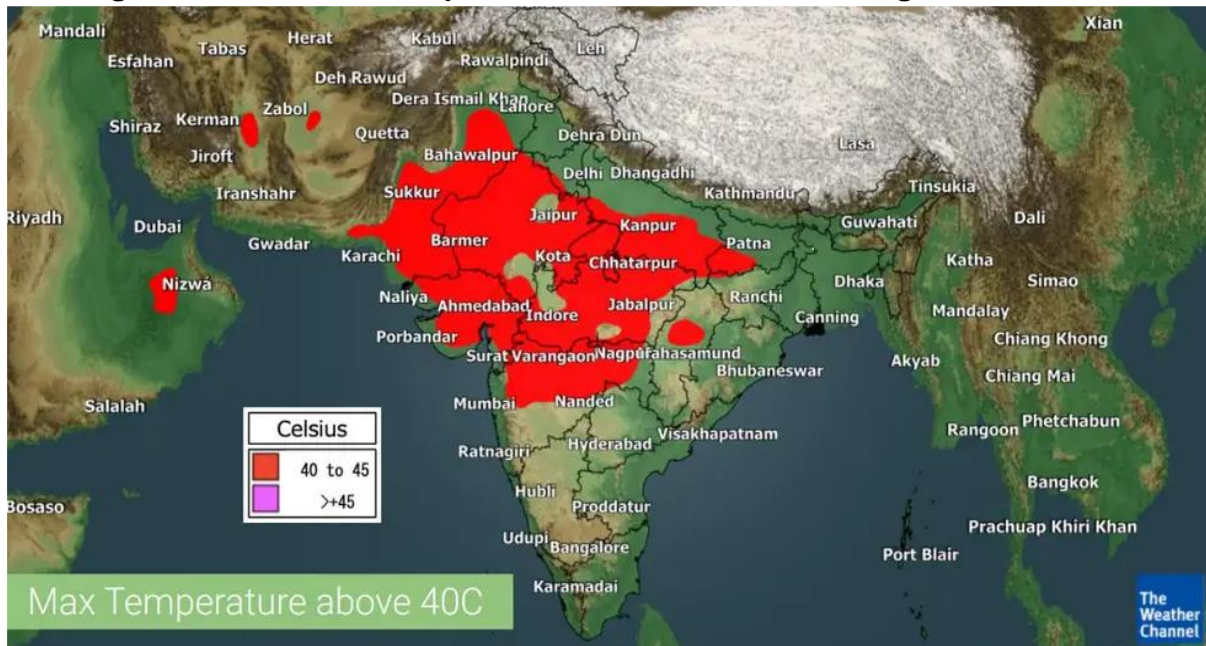 Mandali
Xian
Herat
Tabas
Kabul
Leh
Esfahan
Rawalpindi
Deh Rawud
Dera Ismail Khan
Lahore
Zabol
Kerman
Shiraz
Quetta
Dehra Dun
Lasa
Jiroft
Bahawalpur
Delhi
Dhangadhi
Iranshahr
Sukkur
Kathmandu
Tinsukia
Riyadh
Dubai
Jaipur
Kanpur
Guwahati
Dali
Gwadar
Karachi
Barmer
Kota
Chhatarpur
Patna
Katha
Nizwá
Naliya
Ahmedabad
Indore
Jabalpur
Ranchi
Dhaka
Simao
Canning
Mandalay
Porbandar
Surat
Varangaon
Nagpur
Bhubaneswar
Akyab
Chiang Khong
Chiang Mai
Salalah
Mumbai
Nanded
Phetchabun
Rangoon
Ratnagiri
Hyderabad
Visakhapatnam
Celsius
40 to 45
>+45
Hubli
Proddatur
Bangkok
Bosaso
Prachuap Khiri Khan
Udupi
Bangalore
Port Blair
Karamadai
Max Temperature above 40C
The
Weather
Channel